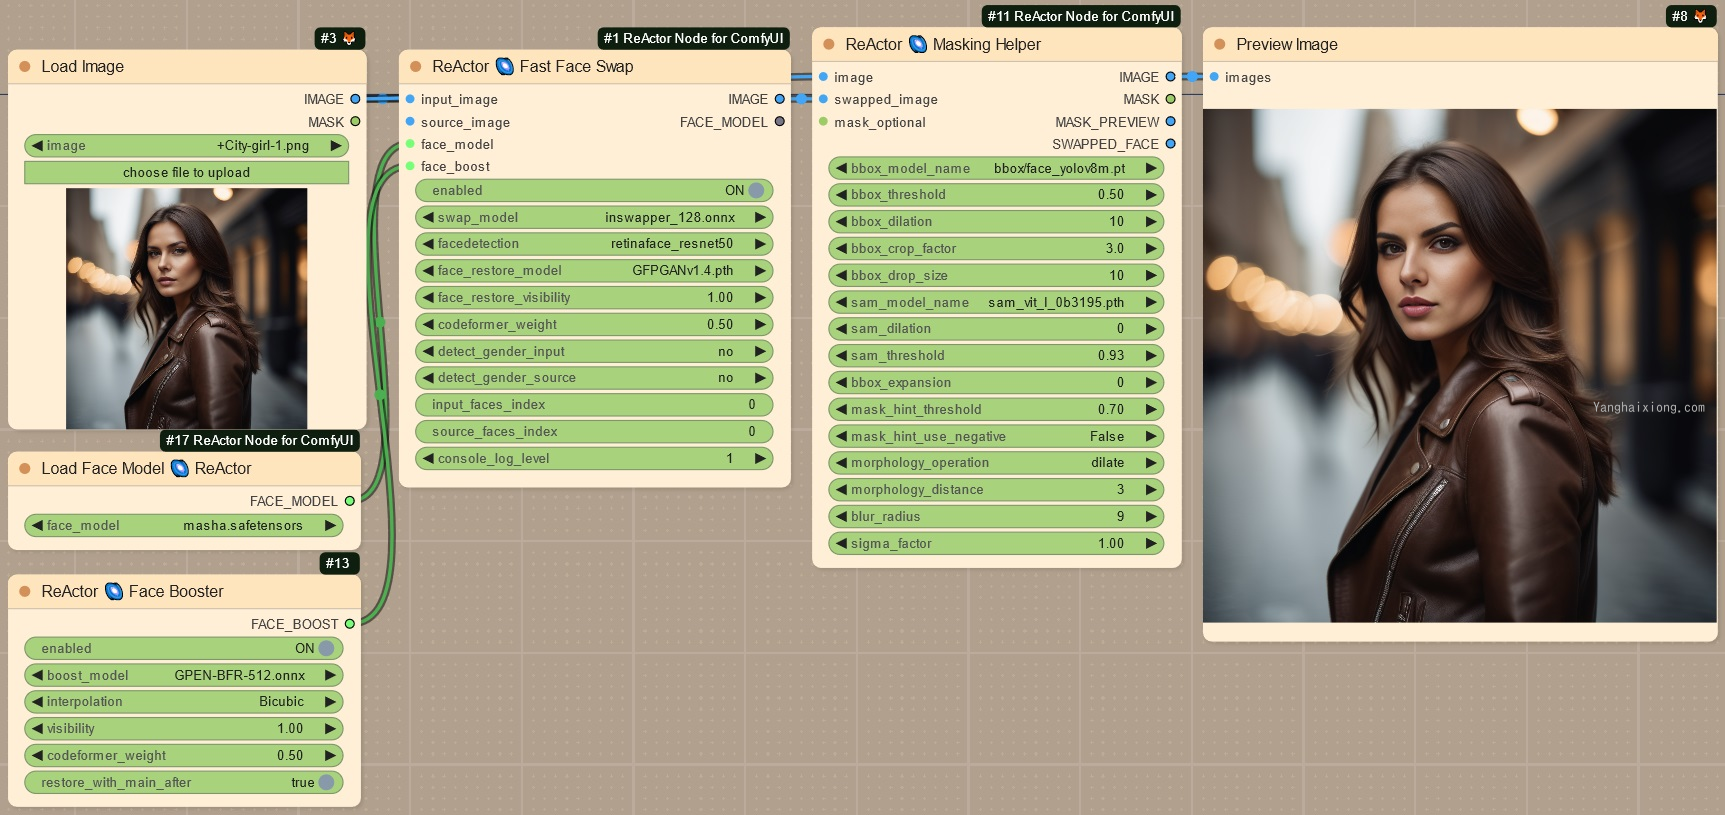 #3
Load Image
IMAGE
MASK
image +City-girl-1.png
choose file to upload
#17 ReActor Node for ComfyUI
Load Face Model ReActor
FACE_MODEL
face_model masha.safetensors
#13
ReActor Face Booster
FACE_BOOST
enabled ON
boost_model GPEN-BFR-512.onnx
interpolation Bicubic
visibility 1.00
codeformer_weight 0.50
restore_with_main_after true
#1 ReActor Node for ComfyUI
ReActor Fast Face Swap
input_image IMAGE
source_image FACE_MODEL
face_model
face_boost
enabled ON
swap_model inswapper_128.onnx
facedetection retinaface_resnet50
face_restore_model GFPGANv1.4.pth
face_restore_visibility 1.00
codeformer_weight 0.50
detect_gender_input no
detect_gender_source no
input_faces_index 0
source_faces_index 0
console_log_level 1
#11 ReActor Node for ComfyUI
ReActor Masking Helper
image IMAGE
swapped_image MASK
mask_optional MASK_PREVIEW
SWAPPED_FACE
bbox_model_name bbox/face_yolov8m.pt
bbox_threshold 0.50
bbox_dilation 10
bbox_crop_factor 3.0
bbox_drop_size 10
sam_model_name sam_vit_l_0b3195.pth
sam_dilation 0
sam_threshold 0.93
bbox_expansion 0
mask_hint_threshold 0.70
mask_hint_use_negative False
morphology_operation dilate
morphology_distance 3
blur_radius 9
sigma_factor 1.00
#8
Preview Image
images
Yanghaixiong.com